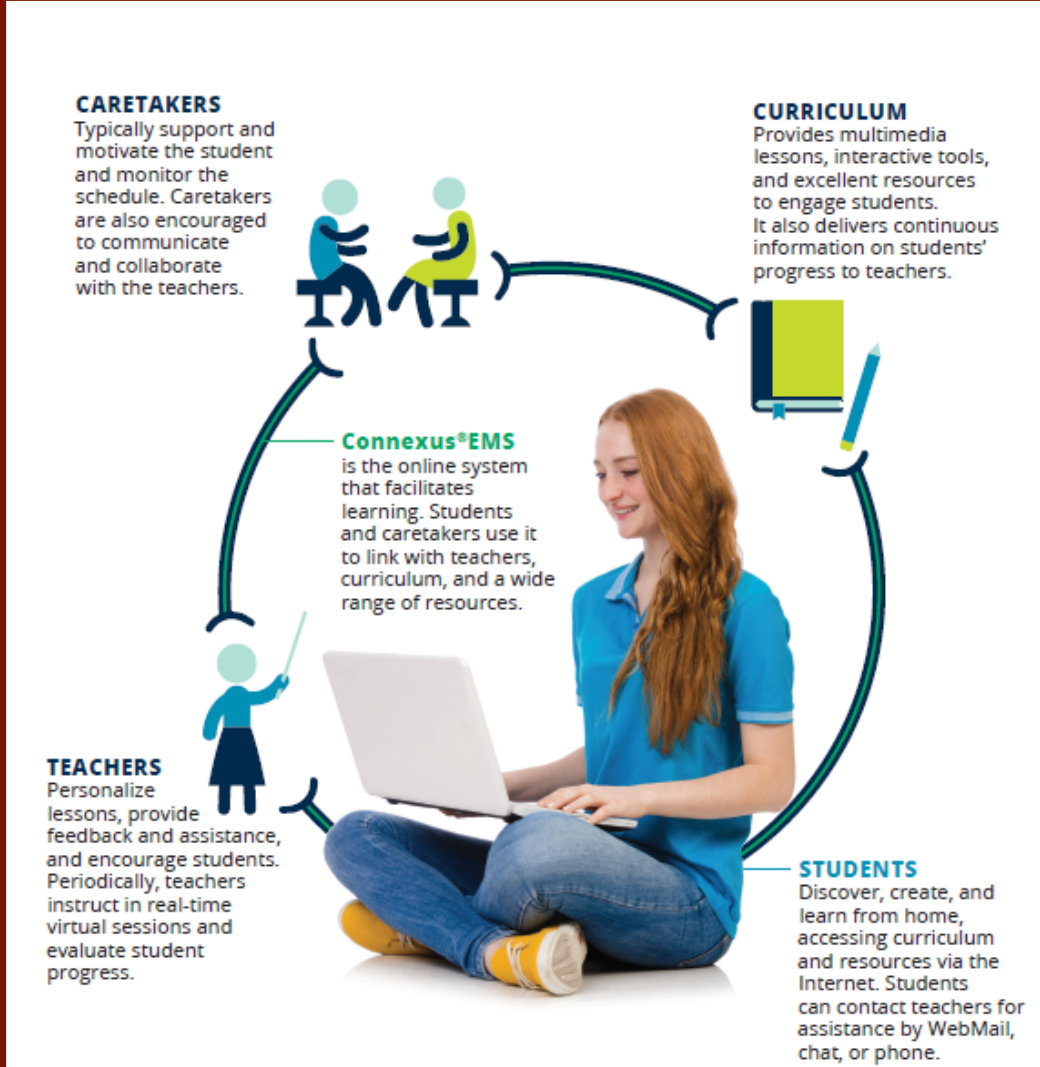 CARETAKERS
Typically support and
motivate the student
and monitor the
schedule. Caretakers
are also encouraged
to communicate
and collaborate
with the teachers.
CURRICULUM
Provides multimedia
lessons, interactive tools,
and excellent resources
to engage students.
It also delivers continuous
information on students’
progress to teachers.
Connexus®EMS
is the online system
that facilitates
learning. Students
and caretakers use it
to link with teachers,
curriculum, and a wide
range of resources.
TEACHERS
Personalize
lessons, provide
feedback and assistance,
and encourage students.
Periodically, teachers
instruct in real-time
virtual sessions and
evaluate student
progress.
STUDENTS
Discover, create, and
learn from home,
accessing curriculum
and resources via the
Internet. Students
can contact teachers for
assistance by WebMail,
chat, or phone.